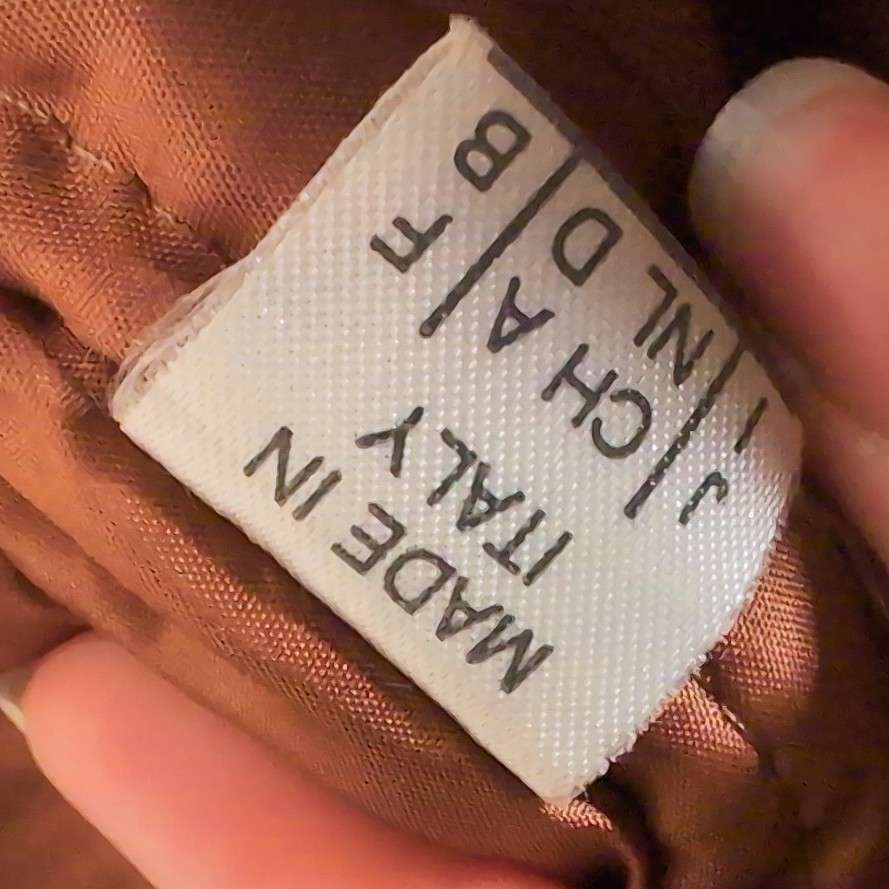 MADE IN
ITALY
J | CH A | F
I | NL D | B